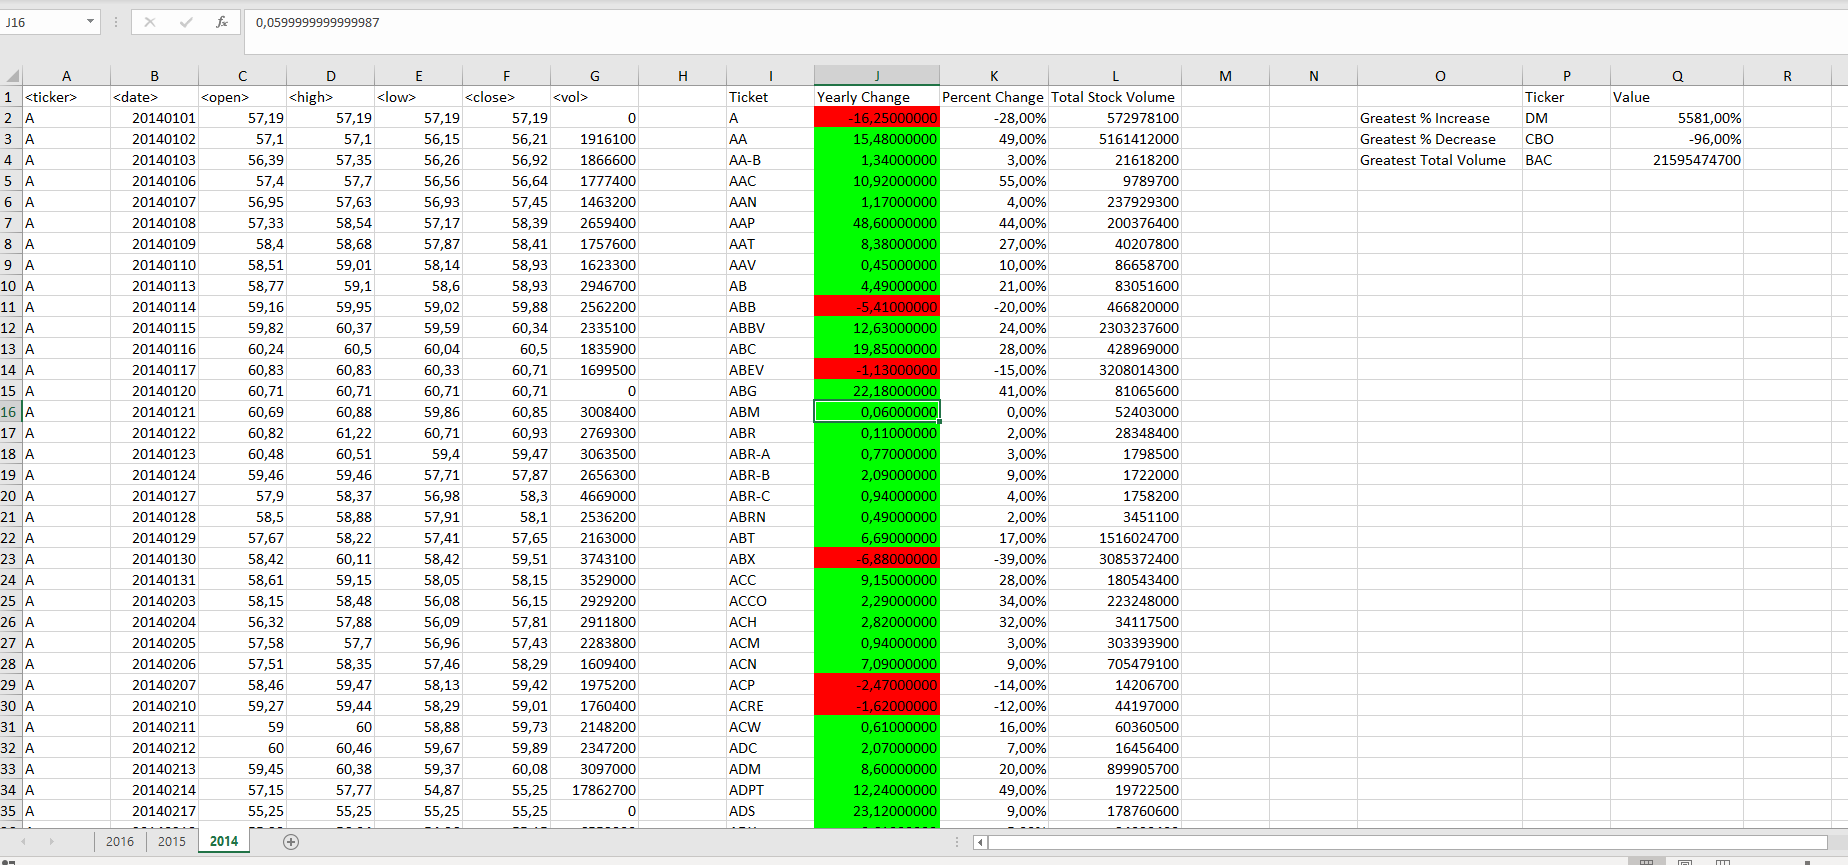 J16 fx 0,0599999999999987
A B C D E F G H I J K L M N O P Q R
1 <ticker> <date> <open> <high> <low> <close> <vol> Ticket Yearly Change Percent Change Total Stock Volume Ticker Value
2 A 20140101 57,19 57,19 57,19 57,19 0 A -16,25000000 -28,00% 572978100 Greatest % Increase DM 5581,00%
3 A 20140102 57,1 57,1 56,15 56,21 1916100 AA 15,48000000 49,00% 5161412000 Greatest % Decrease CBO -96,00%
4 A 20140103 56,39 57,35 56,26 56,92 1866600 AA-B 1,34000000 3,00% 21618200 Greatest Total Volume BAC 21595474700
5 A 20140106 57,4 57,7 56,56 56,64 1777400 AAC 10,92000000 55,00% 9789700
6 A 20140107 56,95 57,63 56,93 57,45 1463200 AAN 1,17000000 4,00% 237929300
7 A 20140108 57,33 58,54 57,17 58,39 2659400 AAP 48,60000000 44,00% 200376400
8 A 20140109 58,4 58,68 57,87 58,41 1757600 AAT 8,38000000 27,00% 40207800
9 A 20140110 58,51 59,01 58,14 58,93 1623300 AAV 0,45000000 10,00% 86658700
10 A 20140113 58,77 59,1 58,6 58,93 2946700 AB 4,49000000 21,00% 83051600
11 A 20140114 59,16 59,95 59,02 59,88 2562200 ABB -5,41000000 -20,00% 466820000
12 A 20140115 59,82 60,37 59,59 60,34 2335100 ABBV 12,63000000 24,00% 2303237600
13 A 20140116 60,24 60,5 60,04 60,5 1835900 ABC 19,85000000 28,00% 428969000
14 A 20140117 60,83 60,83 60,33 60,71 1699500 ABEV -1,13000000 -15,00% 3208014300
15 A 20140120 60,71 60,71 60,71 60,71 0 ABG 22,18000000 41,00% 81065600
16 A 20140121 60,69 60,88 59,86 60,85 3008400 ABM 0,06000000 0,00% 52403000
17 A 20140122 60,82 61,22 60,71 60,93 2769300 ABR 0,11000000 2,00% 28348400
18 A 20140123 60,48 60,51 59,4 59,47 3063500 ABR-A 0,77000000 3,00% 1798500
19 A 20140124 59,46 59,46 57,71 57,87 2656300 ABR-B 2,09000000 9,00% 1722000
20 A 20140127 57,9 58,37 56,98 58,3 4669000 ABR-C 0,94000000 4,00% 1758200
21 A 20140128 58,5 58,88 57,91 58,1 2536200 ABRN 0,49000000 2,00% 3451100
22 A 20140129 57,67 58,22 57,41 57,65 2163000 ABT 6,69000000 17,00% 1516024700
23 A 20140130 58,42 60,11 58,42 59,51 3743100 ABX -6,88000000 -39,00% 3085372400
24 A 20140131 58,61 59,15 58,05 58,15 3529000 ACC 9,15000000 28,00% 180543400
25 A 20140203 58,15 58,48 56,08 56,15 2929200 ACCO 2,29000000 34,00% 223248000
26 A 20140204 56,32 57,88 56,09 57,81 2911800 ACH 2,82000000 32,00% 34117500
27 A 20140205 57,58 57,7 56,96 57,43 2283800 ACM 0,94000000 3,00% 303393900
28 A 20140206 57,51 58,35 57,46 58,29 1609400 ACN 7,09000000 9,00% 705479100
29 A 20140207 58,46 59,47 58,13 59,42 1975200 ACP -2,47000000 -14,00% 14206700
30 A 20140210 59,27 59,44 58,29 59,01 1760400 ACRE -1,62000000 -12,00% 44197000
31 A 20140211 59 60 58,88 59,73 2148200 ACW 0,61000000 16,00% 60360500
32 A 20140212 60 60,46 59,67 59,89 2347200 ADC 2,07000000 7,00% 16456400
33 A 20140213 59,45 60,38 59,37 60,08 3097000 ADM 8,60000000 20,00% 899905700
34 A 20140214 57,15 57,77 54,87 55,25 17862700 ADPT 12,24000000 49,00% 19722500
35 A 20140217 55,25 55,25 55,25 55,25 0 ADS 23,12000000 9,00% 178760600
2016 2015 2014